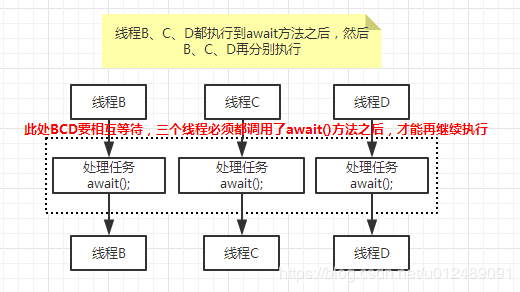 线程B、C、D都执行到await方法之后，然后
B、C、D再分别执行
线程B
线程C
线程D
此处BCD要相互等待，三个线程必须都调用了await()方法之后，才能再继续执行
处理任务
await();
处理任务
await();
处理任务
await();
线程B
线程C
线程D
https://blog.csdn.net/u012489091